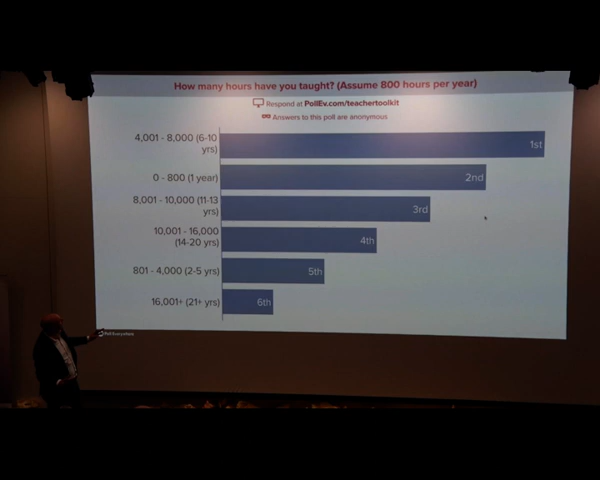 How many hours have you taught? (Assume 800 hours per year)
Respond at PollEv.com/teachertoolkit
Answers to this poll are anonymous
4,001 - 8,000 (6-10
yrs)
1st
0 - 800 (1 year)
2nd
8,001 - 10,000 (11-13
yrs)
3rd
10,001 - 16,000
(14-20 yrs)
4th
801 - 4,000 (2-5 yrs)
5th
16,001+ (21+ yrs)
6th
Poll Everywhere